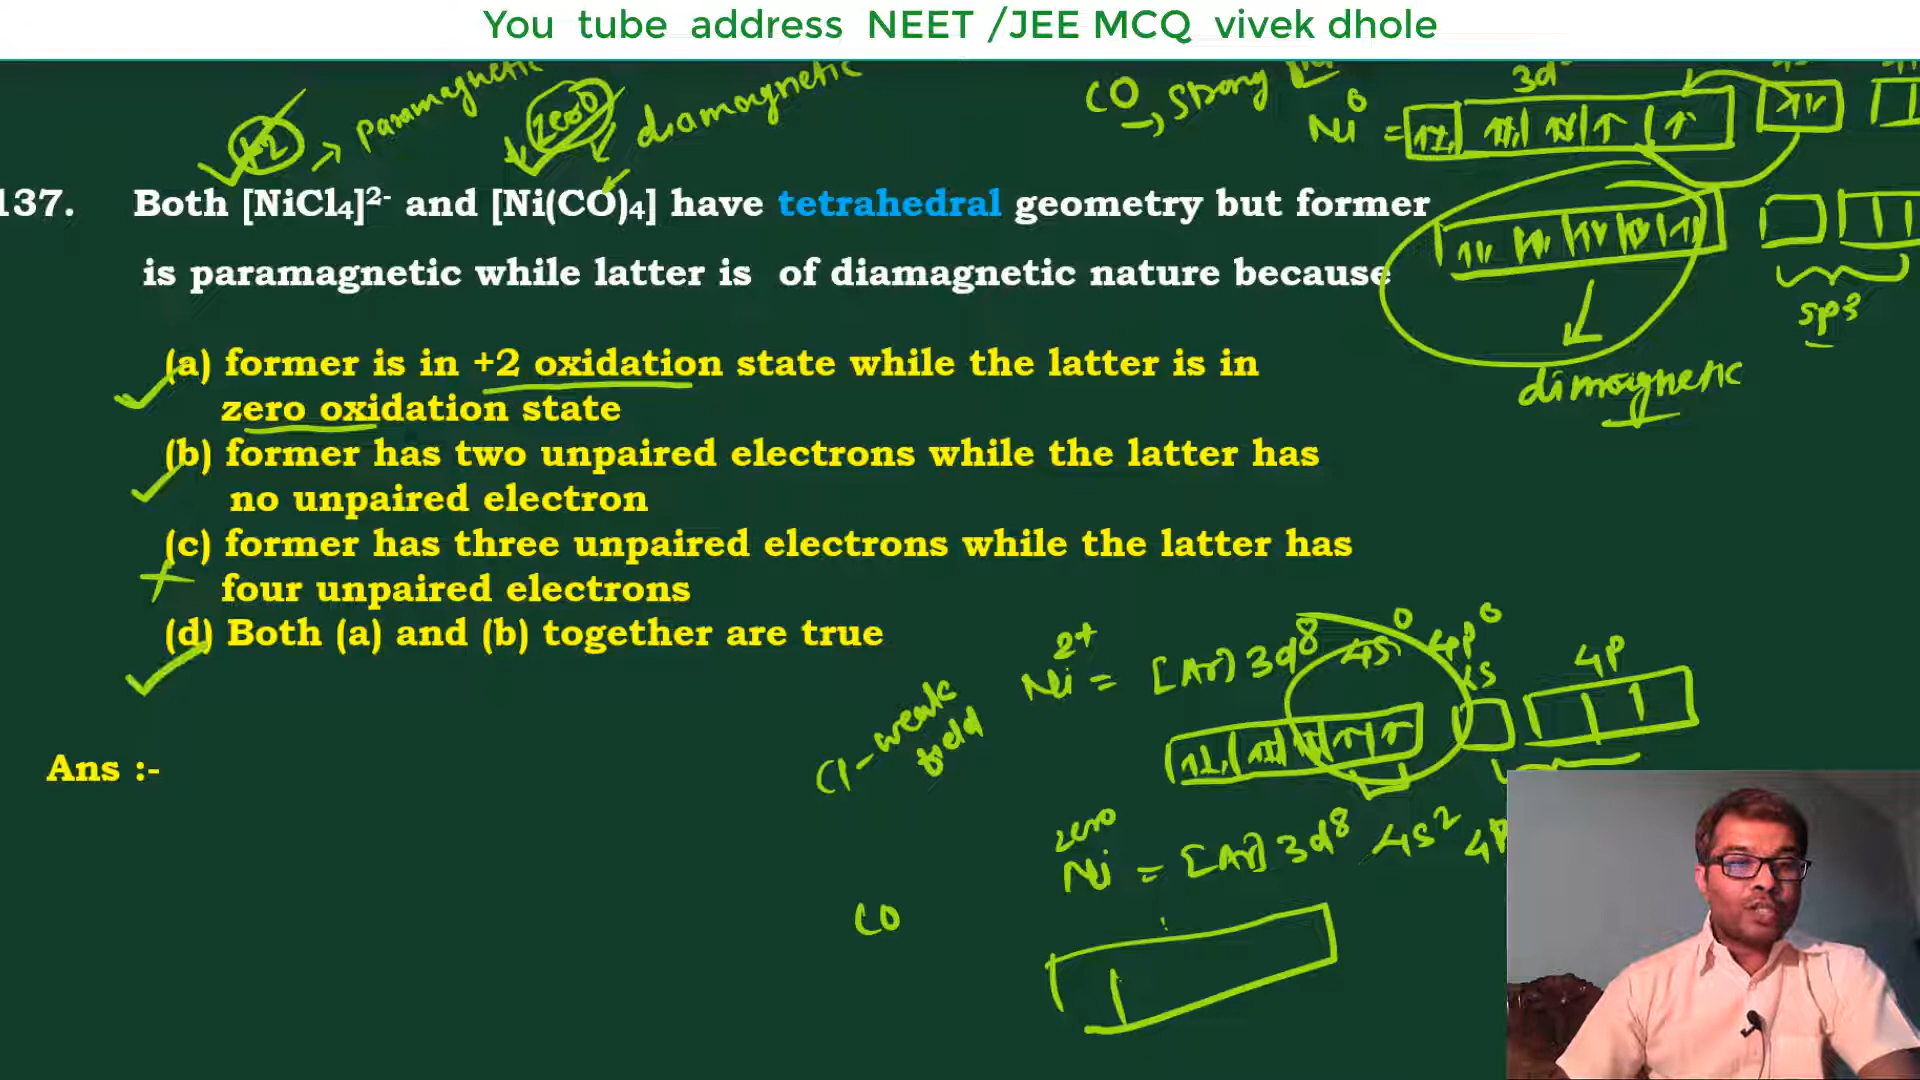 You tube address NEET /JEE MCQ vivek dhole
+2 → paramagnetic
zero
diamagnetic
CO → strong
3d
Ni⁰ =
137. Both [NiCl₄]²⁻ and [Ni(CO)₄] have tetrahedral geometry but former
is paramagnetic while latter is of diamagnetic nature because
sp3
dimagnetic
(a) former is in +2 oxidation state while the latter is in
zero oxidation state
(b) former has two unpaired electrons while the latter has
no unpaired electron
(c) former has three unpaired electrons while the latter has
four unpaired electrons
(d) Both (a) and (b) together are true
Ni²⁺ = [Ar] 3d⁸ 4s⁰ 4p⁰
4p
Cl - weak field
Ans :-
zero
Ni = [Ar] 3d⁸ 4s² 4p
CO